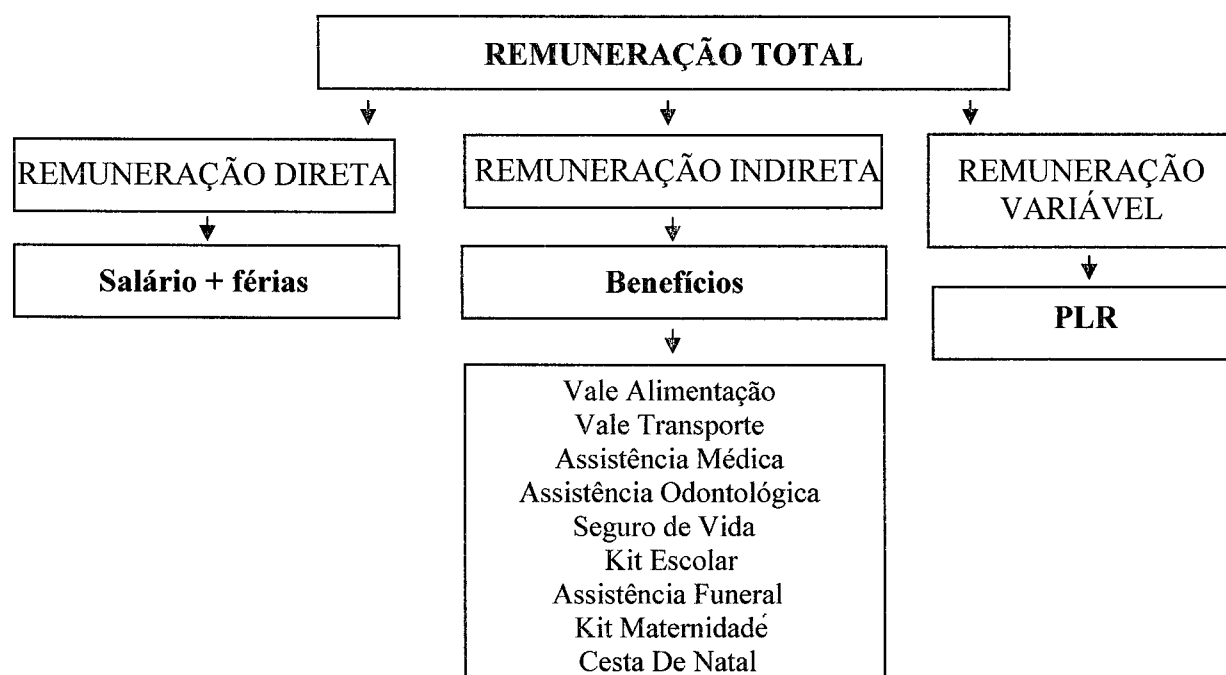 REMUNERAÇÃO TOTAL
REMUNERAÇÃO DIRETA
Salário + férias
REMUNERAÇÃO INDIRETA
Benefícios
Vale Alimentação
Vale Transporte
Assistência Médica
Assistência Odontológica
Seguro de Vida
Kit Escolar
Assistência Funeral
Kit Maternidade
Cesta De Natal
REMUNERAÇÃO
VARIÁVEL
PLR